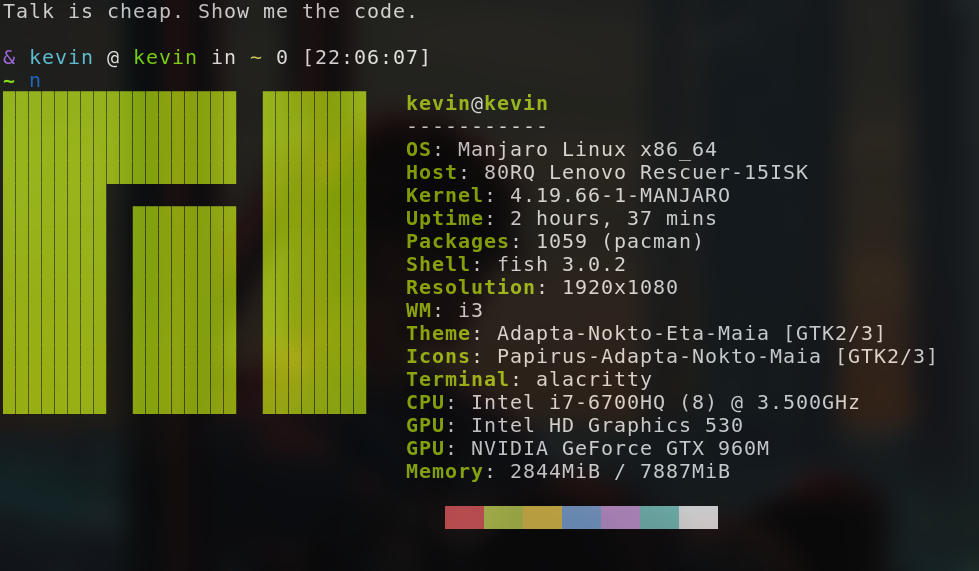 Talk is cheap. Show me the code.
& kevin @ kevin in ~ 0 [22:06:07]
~ n
kevin@kevin
-----------
OS: Manjaro Linux x86_64
Host: 80RQ Lenovo Rescuer-15ISK
Kernel: 4.19.66-1-MANJARO
Uptime: 2 hours, 37 mins
Packages: 1059 (pacman)
Shell: fish 3.0.2
Resolution: 1920x1080
WM: i3
Theme: Adapta-Nokto-Eta-Maia [GTK2/3]
Icons: Papirus-Adapta-Nokto-Maia [GTK2/3]
Terminal: alacritty
CPU: Intel i7-6700HQ (8) @ 3.500GHz
GPU: Intel HD Graphics 530
GPU: NVIDIA GeForce GTX 960M
Memory: 2844MiB / 7887MiB